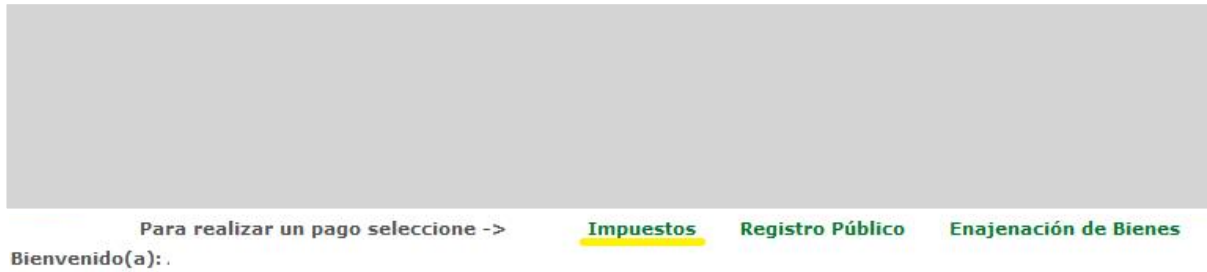 Para realizar un pago seleccione -> Impuestos Registro Público Enajenación de Bienes
Bienvenido(a): .